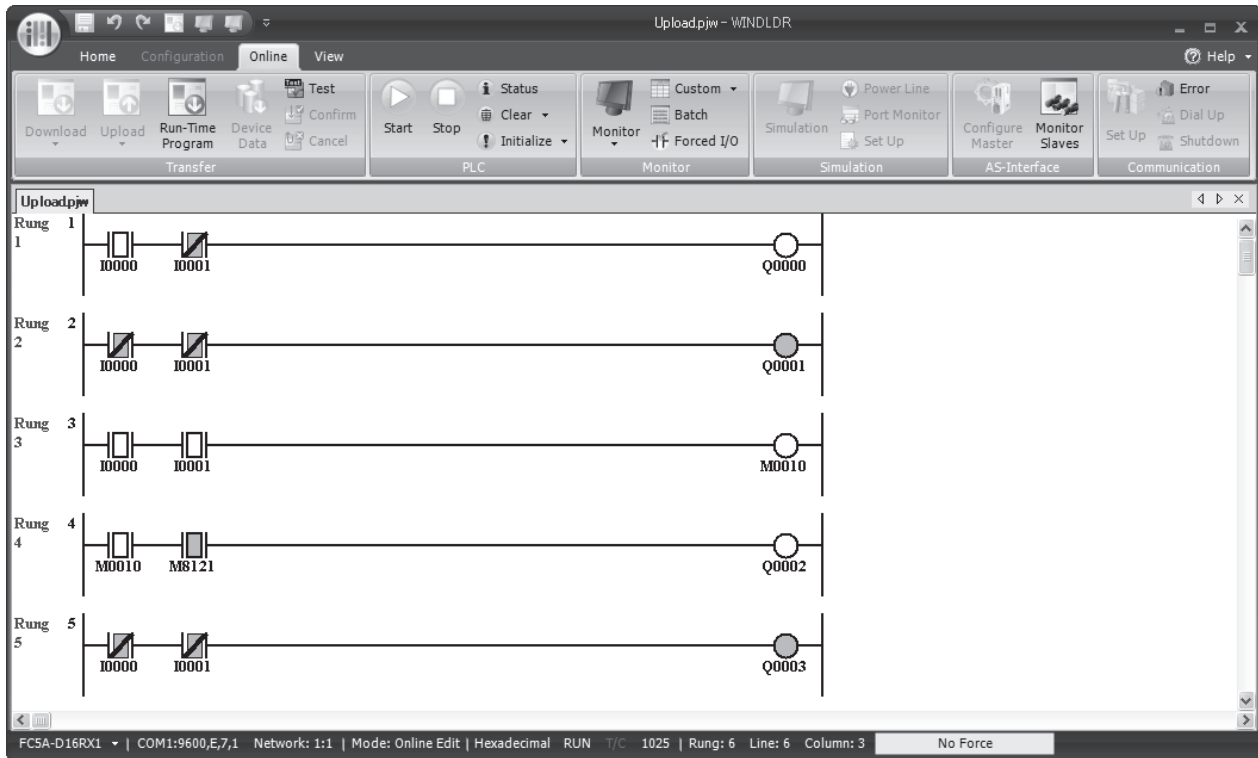 Upload.pjw – WINDLDR
Home Configuration Online View Help
Download Upload Run-Time Program Device Data Test Confirm Cancel
Transfer
Start Stop Status Clear Initialize
PLC
Monitor Custom Batch Forced I/O
Monitor
Simulation Power Line Port Monitor Set Up
Simulation
Configure Master Monitor Slaves
AS-Interface
Set Up Error Dial Up Shutdown
Communication
Upload.pjw
Rung 1
1
I0000 I0001 Q0000
Rung 2
2
I0000 I0001 Q0001
Rung 3
3
I0000 I0001 M0010
Rung 4
4
M0010 M8121 Q0002
Rung 5
5
I0000 I0001 Q0003
FC5A-D16RX1 | COM1:9600,E,7,1 Network: 1:1 | Mode: Online Edit | Hexadecimal RUN T/C 1025 | Rung: 6 Line: 6 Column: 3 No Force